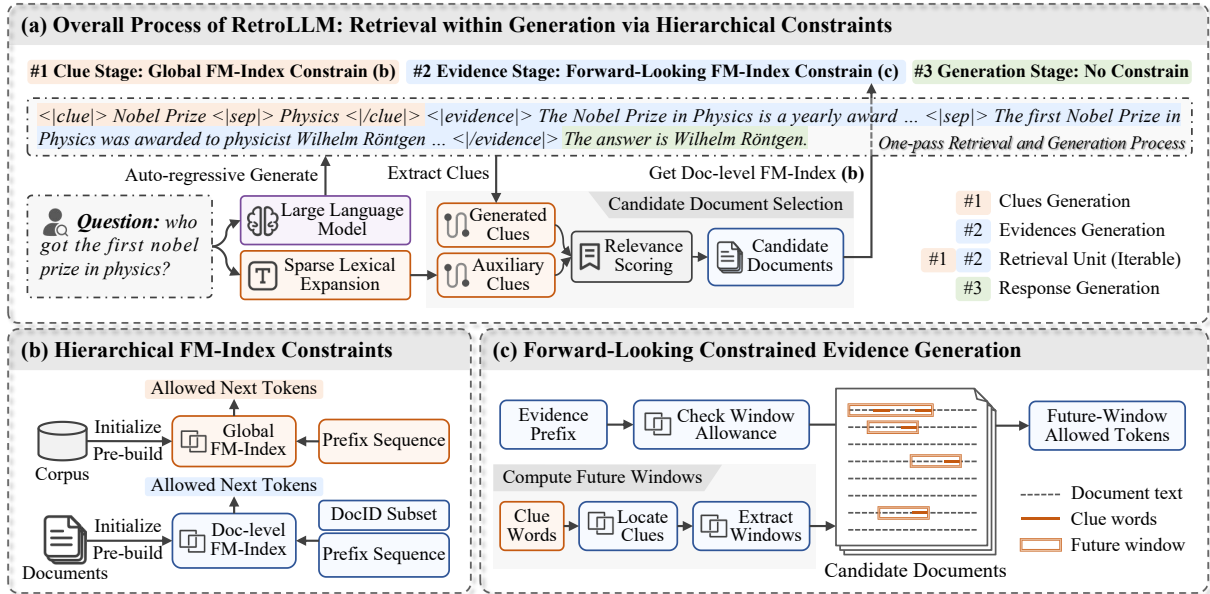 (a) Overall Process of RetroLLM: Retrieval within Generation via Hierarchical Constraints
#1 Clue Stage: Global FM-Index Constrain (b)
#2 Evidence Stage: Forward-Looking FM-Index Constrain (c)
#3 Generation Stage: No Constrain
<|clue|> Nobel Prize <|sep|> Physics <|/clue|> <|evidence|> The Nobel Prize in Physics is a yearly award ... <|sep|> The first Nobel Prize in
Physics was awarded to physicist Wilhelm Röntgen ... <|/evidence|> The answer is Wilhelm Röntgen.
One-pass Retrieval and Generation Process
Auto-regressive Generate
Extract Clues
Get Doc-level FM-Index (b)
Question: who
got the first nobel
prize in physics?
Large Language
Model
Sparse Lexical
Expansion
Candidate Document Selection
Generated
Clues
Auxiliary
Clues
Relevance
Scoring
Candidate
Documents
#1 Clues Generation
#2 Evidences Generation
#1 #2 Retrieval Unit (Iterable)
#3 Response Generation
(b) Hierarchical FM-Index Constraints
Allowed Next Tokens
Corpus
Initialize
Pre-build
Global
FM-Index
Prefix Sequence
Allowed Next Tokens
Documents
Initialize
Pre-build
Doc-level
FM-Index
DocID Subset
Prefix Sequence
(c) Forward-Looking Constrained Evidence Generation
Evidence
Prefix
Check Window
Allowance
Future-Window
Allowed Tokens
Compute Future Windows
Clue
Words
Locate
Clues
Extract
Windows
Candidate Documents
Document text
Clue words
Future window